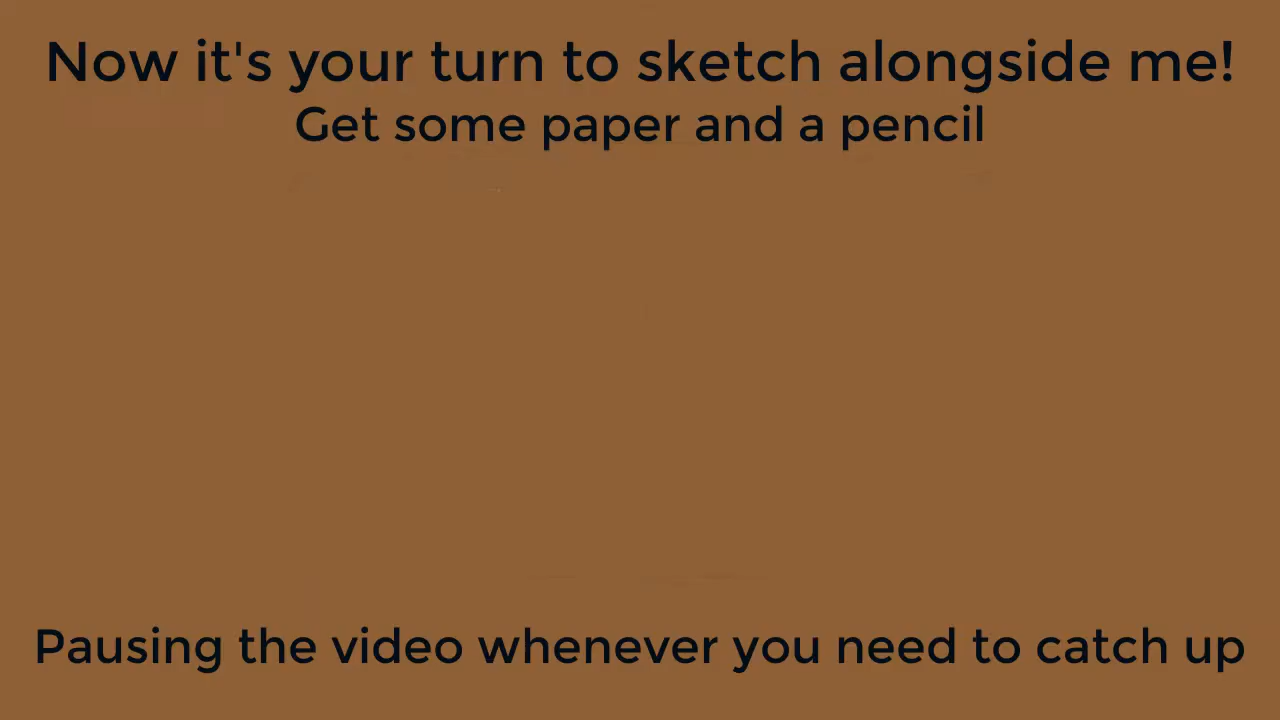 Now it's your turn to sketch alongside me!
Get some paper and a pencil
Pausing the video whenever you need to catch up